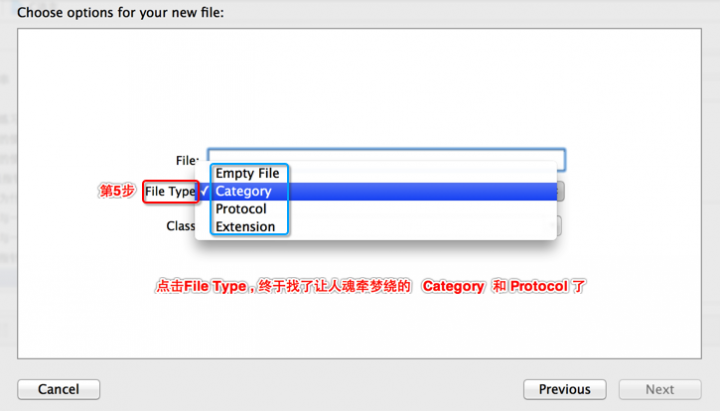 Choose options for your new file:
File:
Empty File
第5步 File Type ✓ Category
Protocol
Class Extension
点击File Type , 终于找了让人魂牵梦绕的 Category 和 Protocol 了
Cancel Previous Next